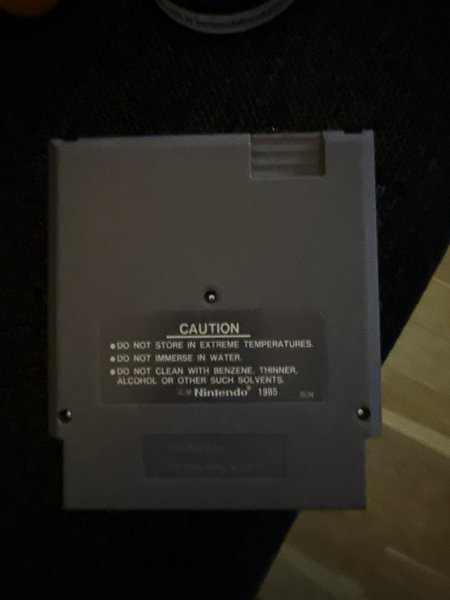 CAUTION
●DO NOT STORE IN EXTREME TEMPERATURES.
●DO NOT IMMERSE IN WATER.
●DO NOT CLEAN WITH BENZENE, THINNER,
ALCOHOL OR OTHER SUCH SOLVENTS.
Nintendo® 1985